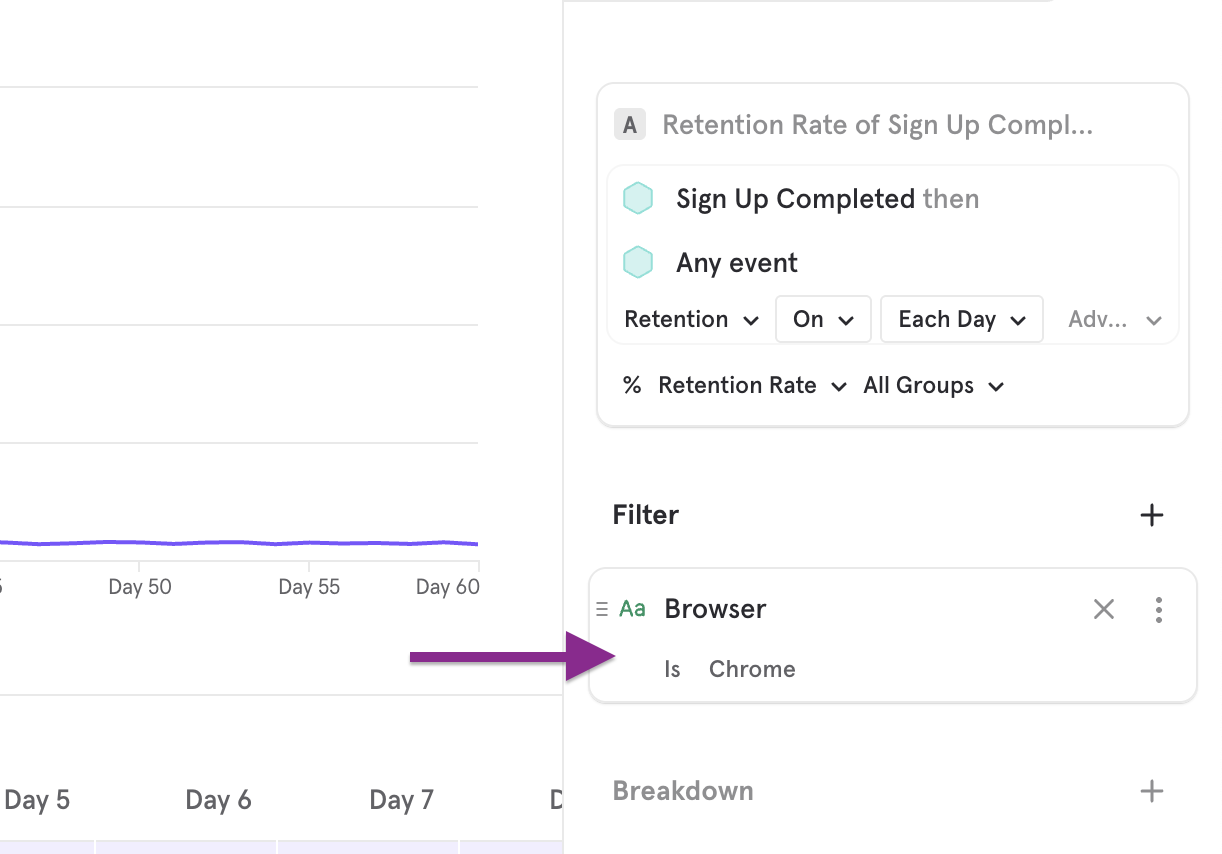 A Retention Rate of Sign Up Compl...
Sign Up Completed then
Any event
Retention On Each Day Adv...
% Retention Rate All Groups
Filter
Aa Browser
Is Chrome
Breakdown
Day 50 Day 55 Day 60
Day 5 Day 6 Day 7